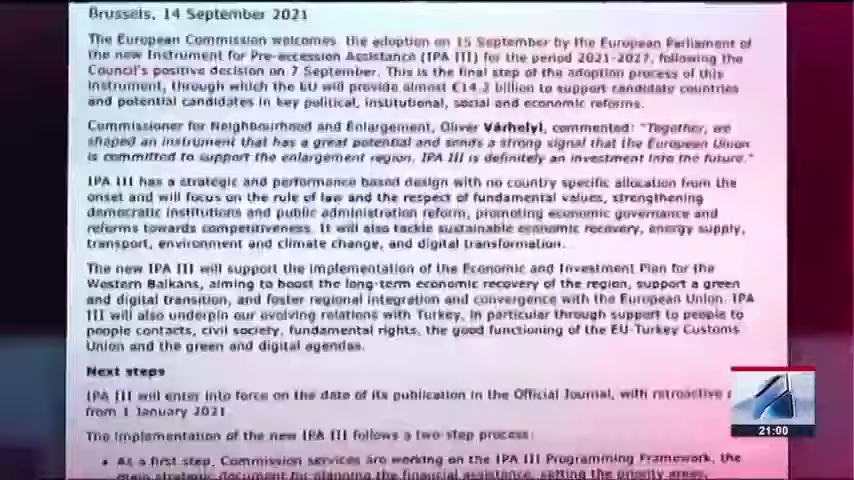 Brussels, 14 September 2021
The European Commission welcomes the adoption on 15 September by the European Parliament of
the new Instrument for Pre-accession Assistance (IPA III) for the period 2021-2027, following the
Council's positive decision on 7 September. This is the final step of the adoption process of this
Instrument, through which the EU will provide almost €14.2 billion to support candidate countries
and potential candidates in key political, institutional, social and economic reforms.
Commissioner for Neighbourhood and Enlargement, Oliver Várhelyi, commented: "Together, we
shaped an instrument that has a great potential and sends a strong signal that the European Union
is committed to support the enlargement region. IPA III is definitely an investment into the future."
IPA III has a strategic and performance based design with no country specific allocation from the
onset and will focus on the rule of law and the respect of fundamental values, strengthening
democratic institutions and public administration reform, promoting economic governance and
reforms towards competitiveness. It will also tackle sustainable economic recovery, energy supply,
transport, environment and climate change, and digital transformation.
The new IPA III will support the implementation of the Economic and Investment Plan for the
Western Balkans, aiming to boost the long-term economic recovery of the region, support a green
and digital transition, and foster regional integration and convergence with the European Union. IPA
III will also underpin our evolving relations with Turkey, in particular through support to people to
people contacts, civil society, fundamental rights, the good functioning of the EU-Turkey Customs
Union and the green and digital agendas.
Next steps
IPA III will enter into force on the date of its publication in the Official Journal, with retroactive
from 1 January 2021
The implementation of the new IPA III follows a two-step process:
• As a first step, Commission services are working on the IPA III Programming Framework, the
main strategic document for planning the financial assistance, setting the priority areas,
21:00